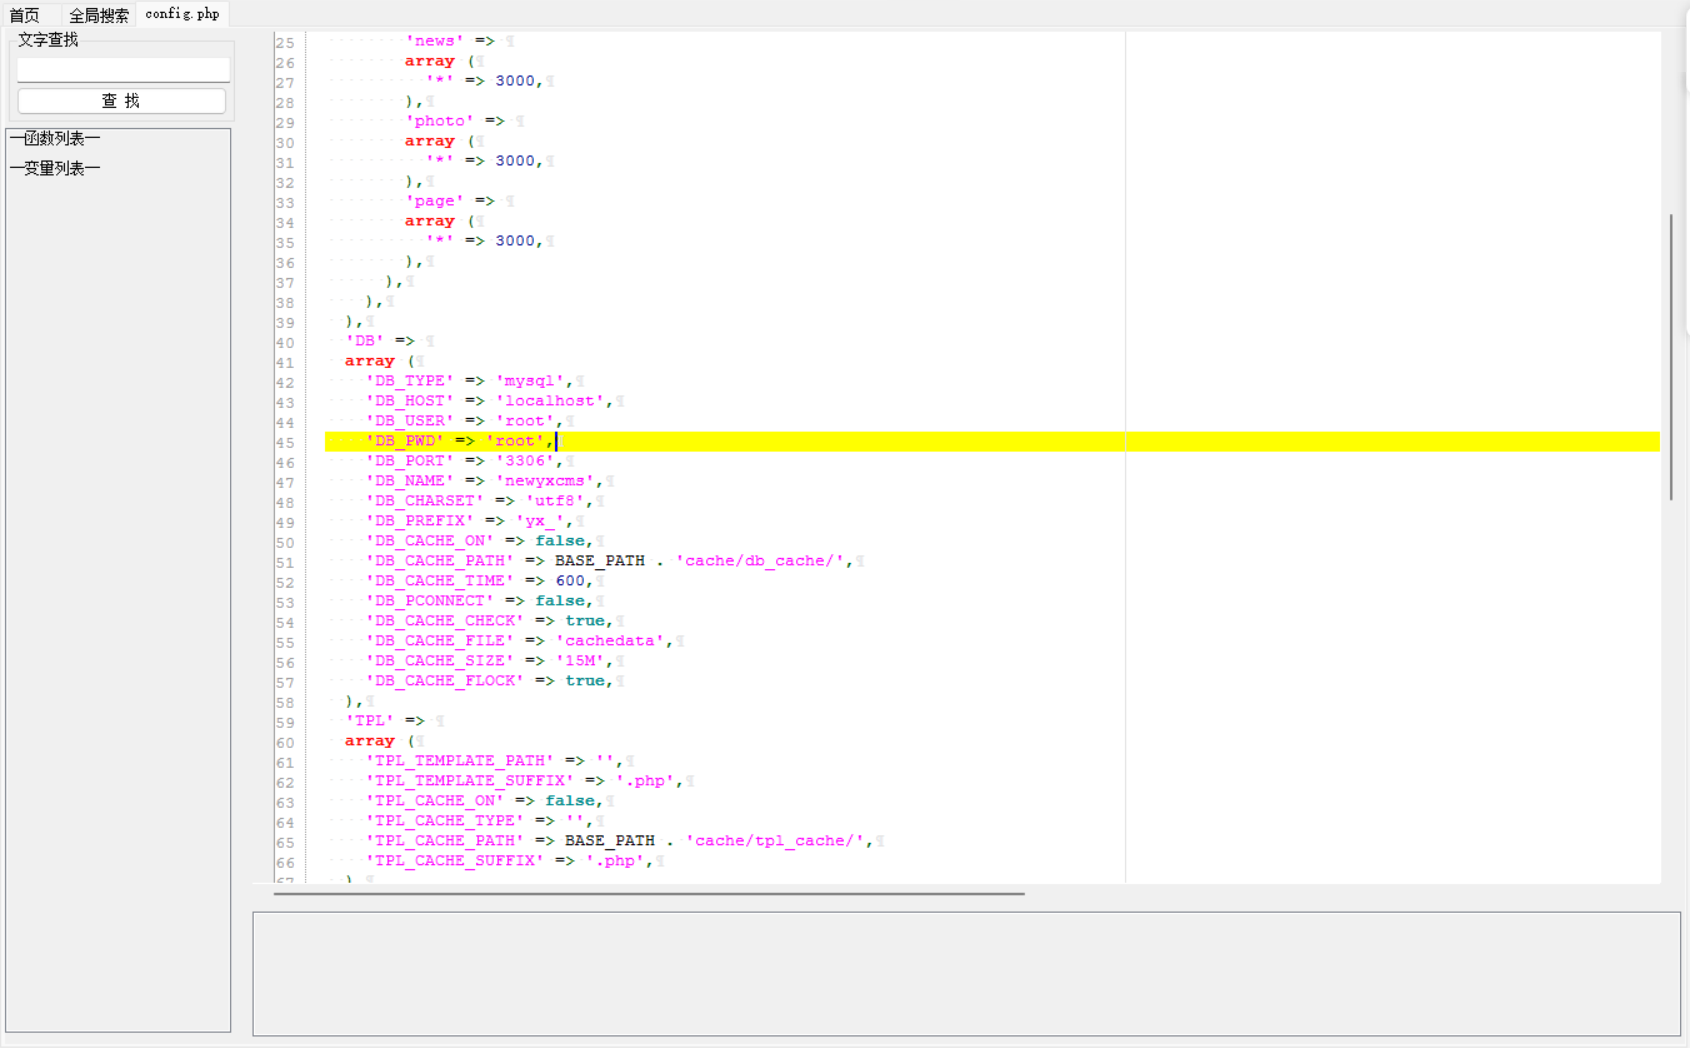 首页 全局搜索 config.php
文字查找
查 找
一函数列表一
一变量列表一
25 'news' =>
26 array (
27 '*' => 3000,
28 ),
29 'photo' =>
30 array (
31 '*' => 3000,
32 ),
33 'page' =>
34 array (
35 '*' => 3000,
36 ),
37 ),
38 ),
39 ),
40 'DB' =>
41 array (
42 'DB_TYPE' => 'mysql',
43 'DB_HOST' => 'localhost',
44 'DB_USER' => 'root',
45 'DB_PWD' => 'root',
46 'DB_PORT' => '3306',
47 'DB_NAME' => 'newyxcms',
48 'DB_CHARSET' => 'utf8',
49 'DB_PREFIX' => 'yx_',
50 'DB_CACHE_ON' => false,
51 'DB_CACHE_PATH' => BASE_PATH . 'cache/db_cache/',
52 'DB_CACHE_TIME' => 600,
53 'DB_PCONNECT' => false,
54 'DB_CACHE_CHECK' => true,
55 'DB_CACHE_FILE' => 'cachedata',
56 'DB_CACHE_SIZE' => '15M',
57 'DB_CACHE_FLOCK' => true,
58 ),
59 'TPL' =>
60 array (
61 'TPL_TEMPLATE_PATH' => '',
62 'TPL_TEMPLATE_SUFFIX' => '.php',
63 'TPL_CACHE_ON' => false,
64 'TPL_CACHE_TYPE' => '',
65 'TPL_CACHE_PATH' => BASE_PATH . 'cache/tpl_cache/',
66 'TPL_CACHE_SUFFIX' => '.php',
67 )